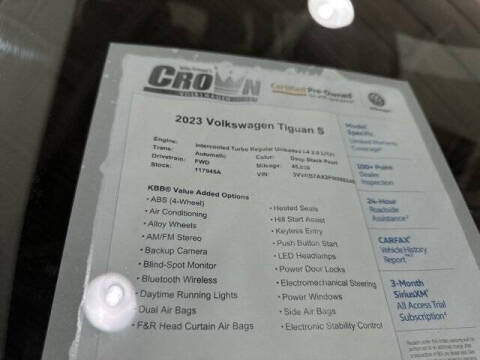 CROWN
VOLKSWAGEN
Certified Pre-Owned
2023 Volkswagen Tiguan S
Engine: Intercooled Turbo Regular Unleaded
Trans: Automatic Color: Deep Black Pearl
Drivetrain: FWD Mileage:
Stock: 117945A VIN:
KBB® Value Added Options
• ABS (4-Wheel)
• Air Conditioning
• Alloy Wheels
• AM/FM Stereo
• Backup Camera
• Blind-Spot Monitor
• Bluetooth Wireless
• Daytime Running Lights
• Dual Air Bags
• F&R Head Curtain Air Bags
• Heated Seats
• Hill Start Assist
• Keyless Entry
• Push Button Start
• LED Headlamps
• Power Door Locks
• Electromechanical Steering
• Power Windows
• Side Air Bags
• Electronic Stability Control
Model
Specific
Limited Warranty
Coverage
100+ Point
Dealer
Inspection
24-Hour
Roadside
Assistance
CARFAX
Vehicle History
Report
3-Month
SiriusXM
All Access Trial
Subscription